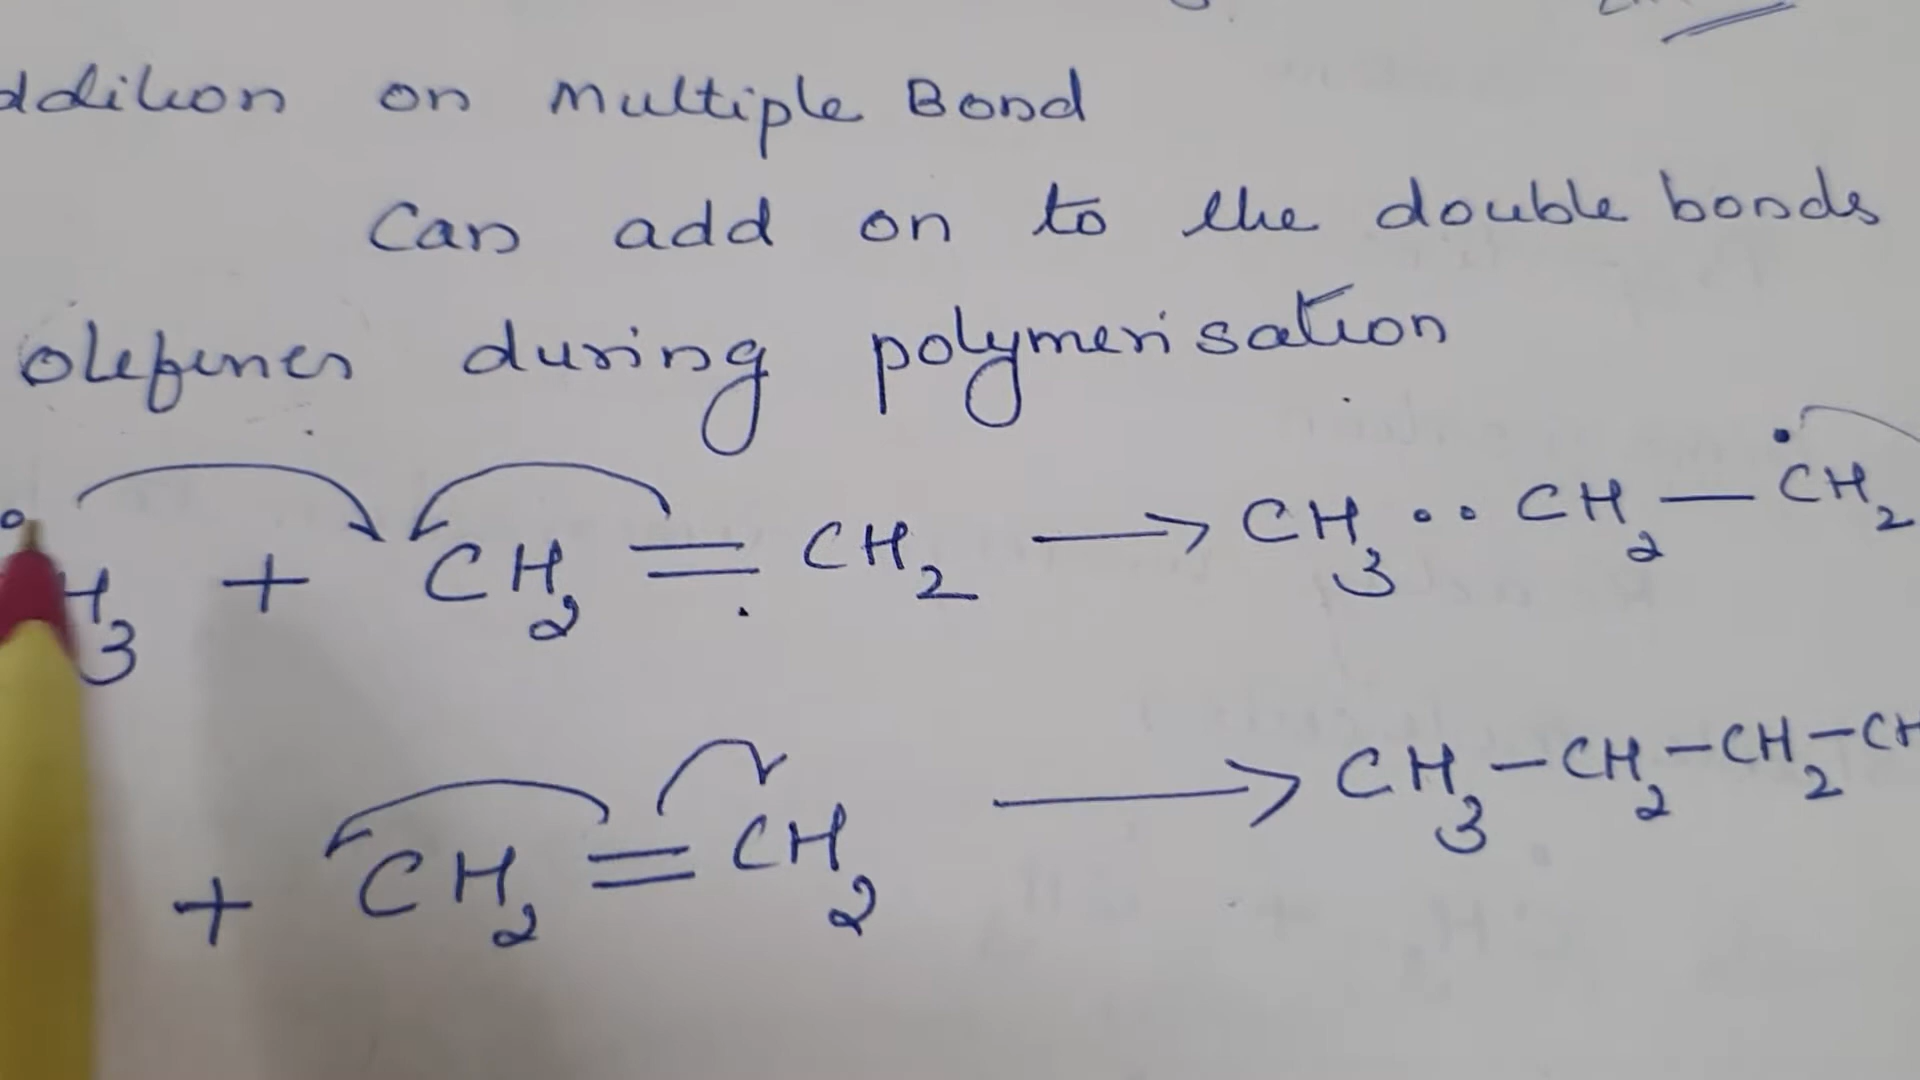 ddition on Multiple Bond
Can add on to the double bonds
olefines during polymerisation
H₃ + CH₂ = CH₂ → CH₃ •• CH₂ — •CH₂
+ CH₂ = CH₂ → CH₃ – CH₂ – CH₂ – CH